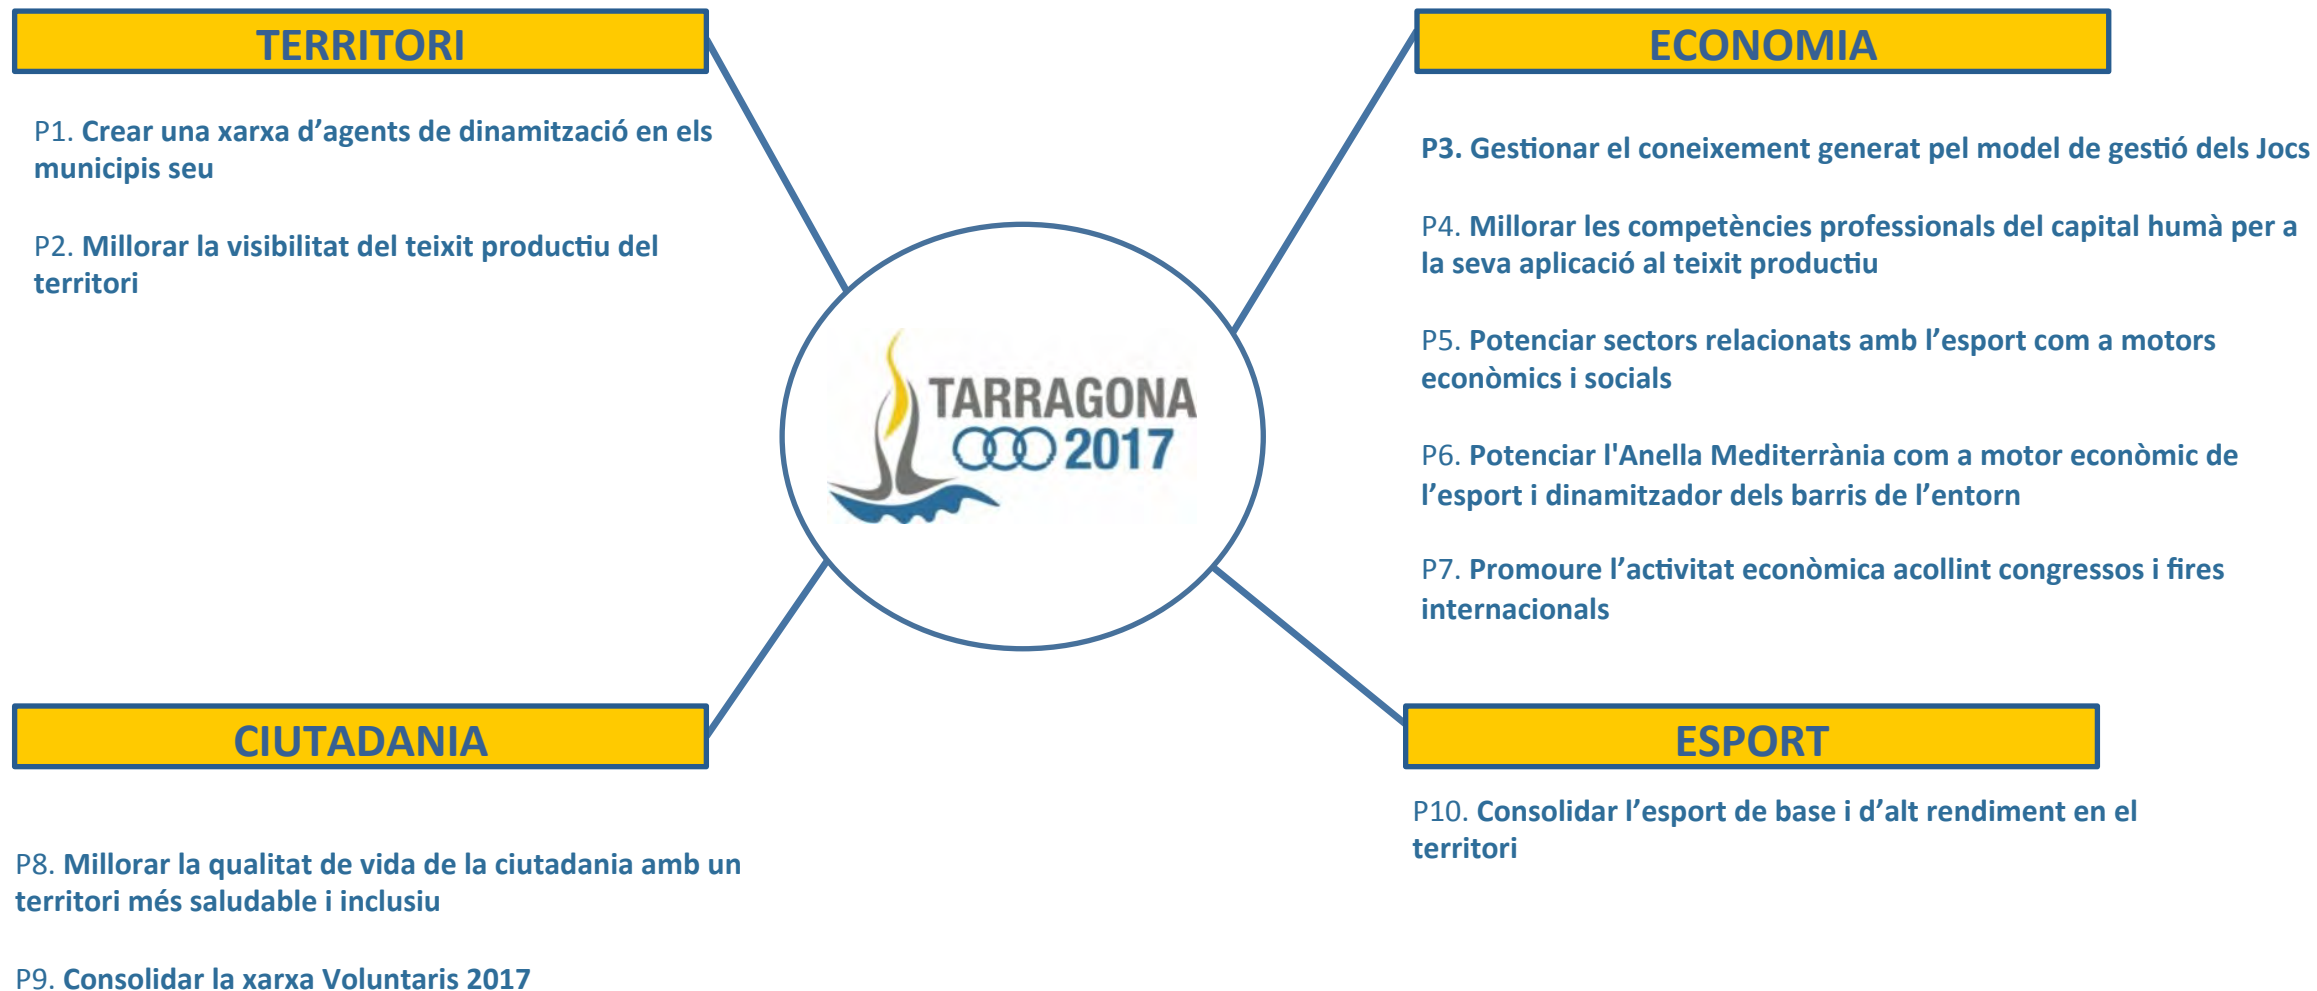 TERRITORI
P1. Crear una xarxa d’agents de dinamització en els
municipis seu
P2. Millorar la visibilitat del teixit productiu del
territori
ECONOMIA
P3. Gestionar el coneixement generat pel model de gestió dels Jocs
P4. Millorar les competències professionals del capital humà per a
la seva aplicació al teixit productiu
P5. Potenciar sectors relacionats amb l’esport com a motors
econòmics i socials
P6. Potenciar l'Anella Mediterrània com a motor econòmic de
l’esport i dinamitzador dels barris de l’entorn
P7. Promoure l’activitat econòmica acollint congressos i fires
internacionals
TARRAGONA
2017
CIUTADANIA
P8. Millorar la qualitat de vida de la ciutadania amb un
territori més saludable i inclusiu
P9. Consolidar la xarxa Voluntaris 2017
ESPORT
P10. Consolidar l’esport de base i d’alt rendiment en el
territori